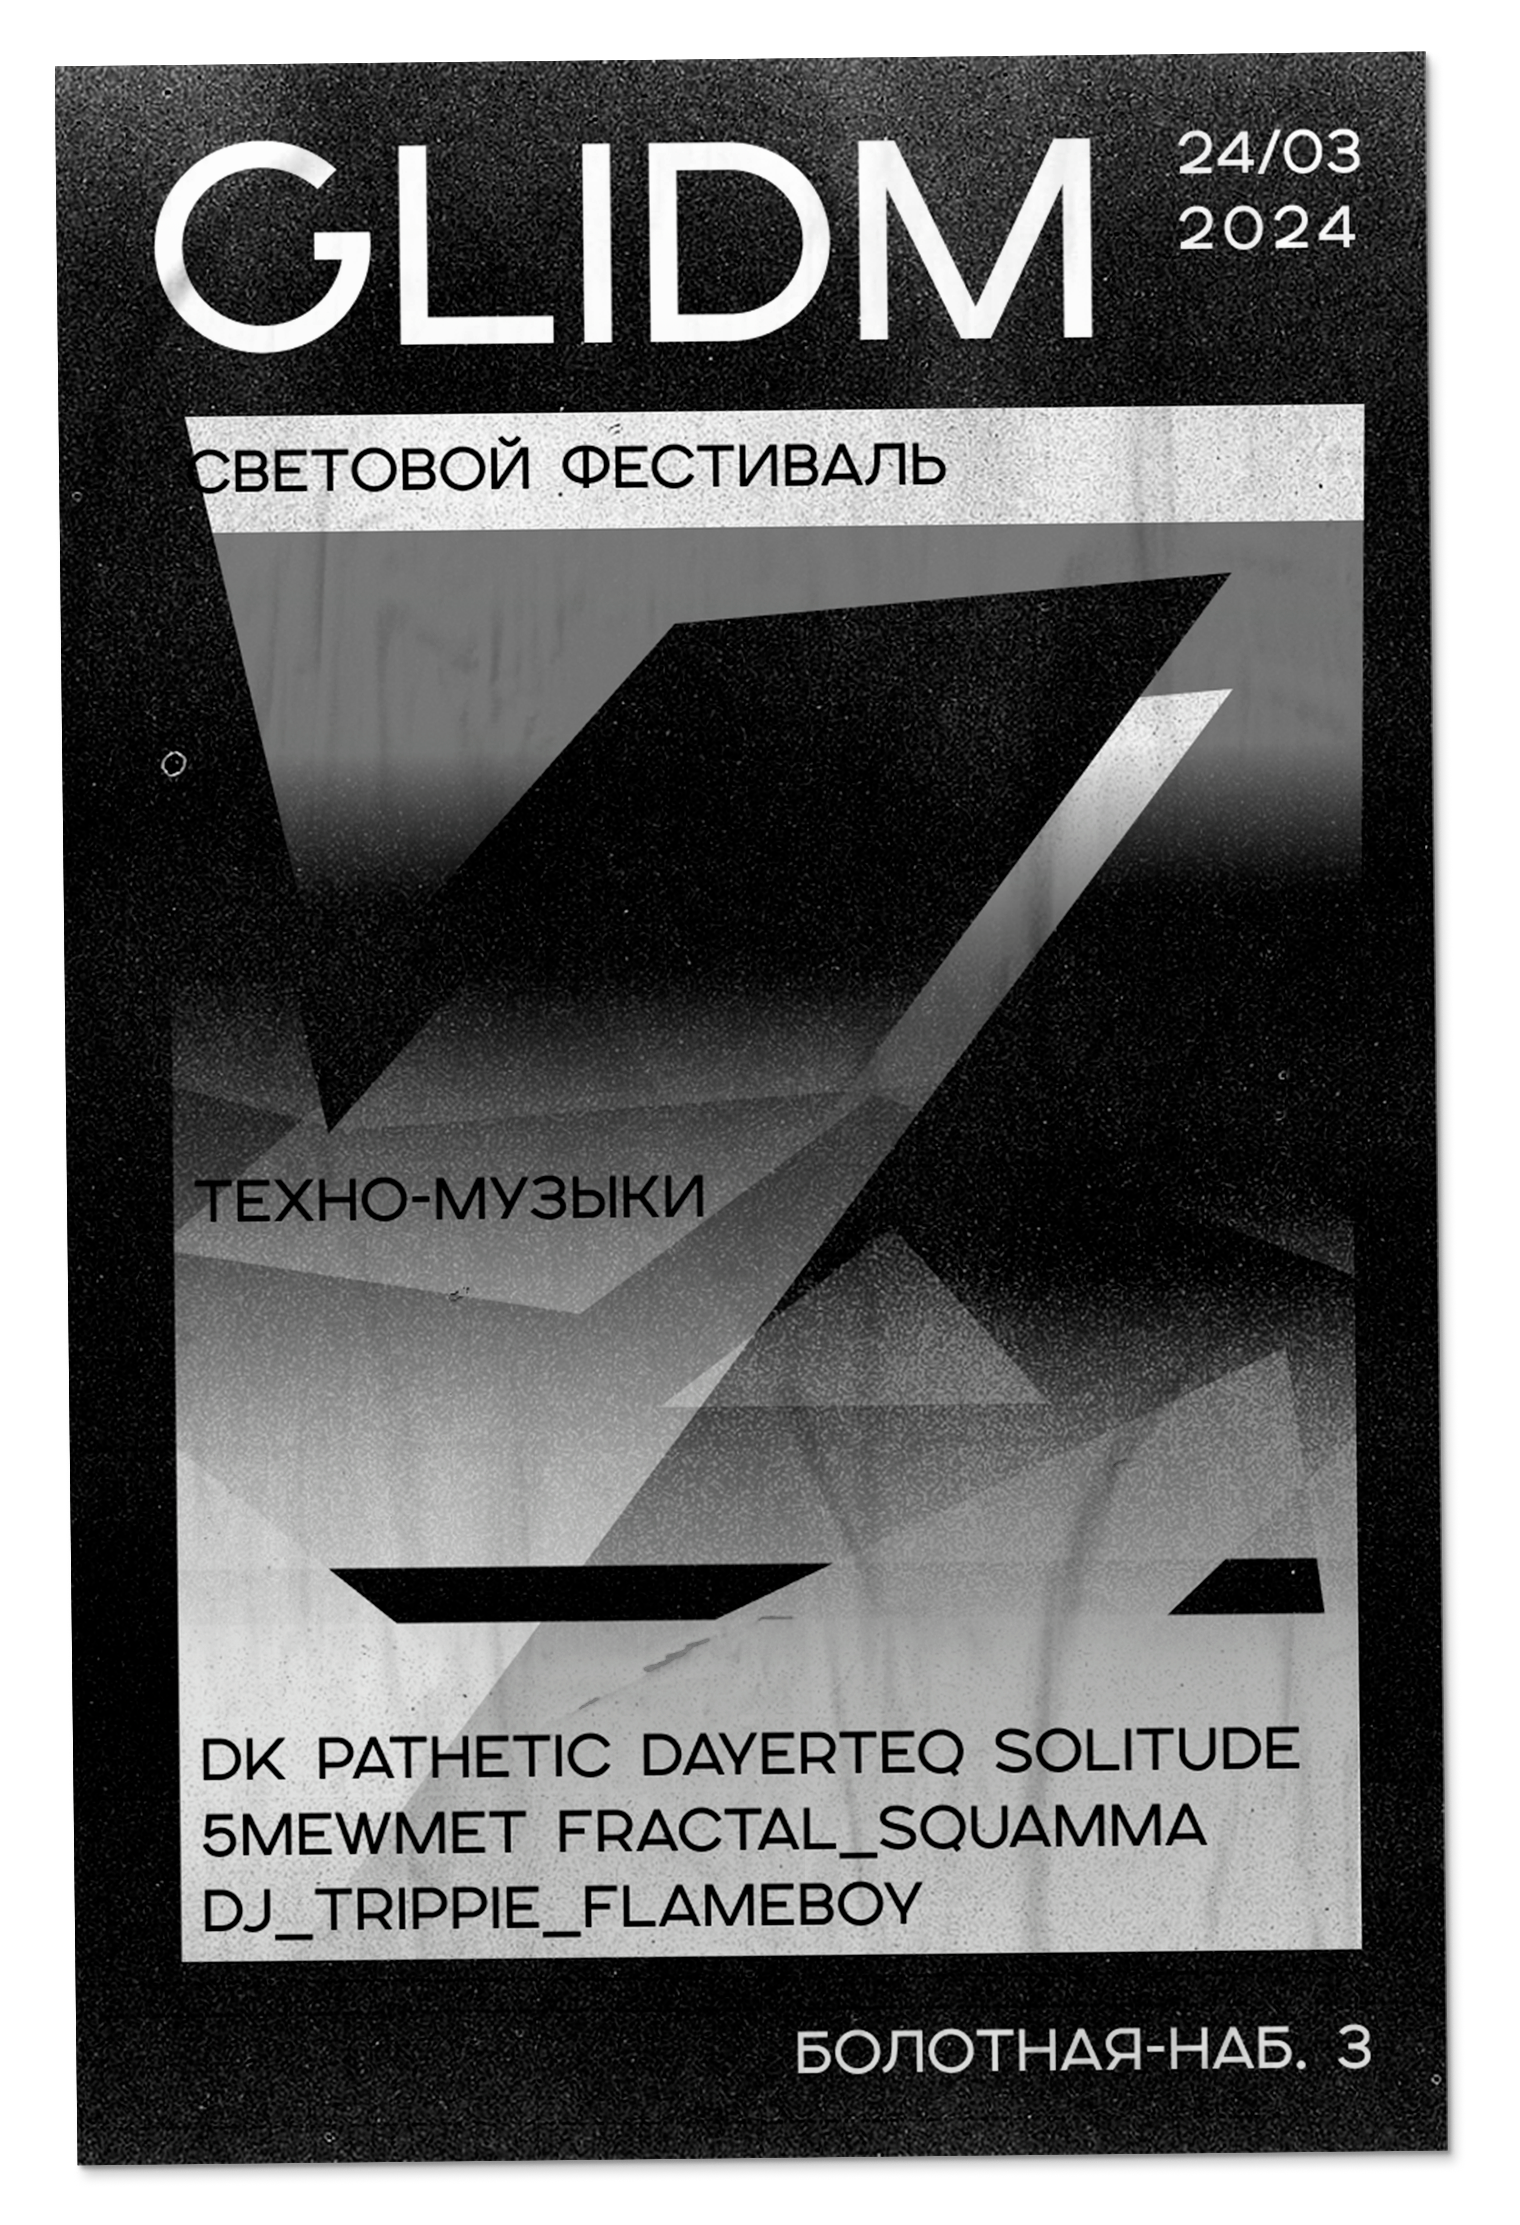 GLIDM
24/03
2024
СВЕТОВОЙ ФЕСТИВАЛЬ
ТЕХНО-МУЗЫКИ
DK PATHETIC DAYERTEQ SOLITUDE
5MEWMET FRACTAL_SQUAMMA
DJ_TRIPPIE_FLAMEBOY
БОЛОТНАЯ-НАБ. 3